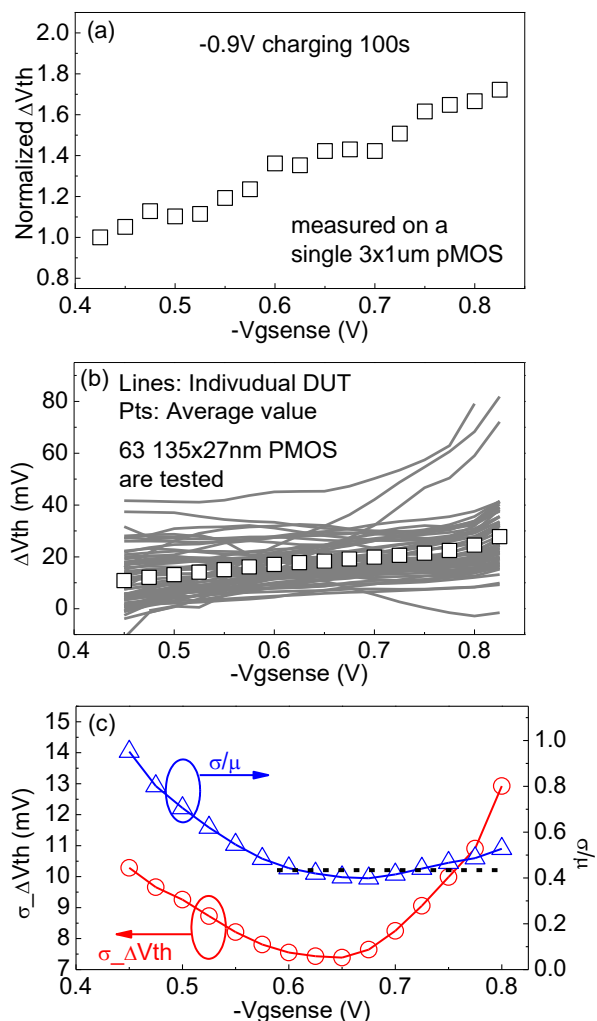 (a)
-0.9V charging 100s
2.0
1.8
1.6
1.4
1.2
1.0
0.8
Normalized ΔVth
measured on a
single 3x1um pMOS
0.4 0.5 0.6 0.7 0.8
-Vgsense (V)
(b)
Lines: Indivudual DUT
Pts: Average value
63 135x27nm PMOS
are tested
80
60
40
20
0
ΔVth (mV)
0.4 0.5 0.6 0.7 0.8
-Vgsense (V)
(c)
15
14
13
12
11
10
9
8
7
σ_ΔVth (mV)
σ/μ
σ_ΔVth
1.0
0.8
0.6
0.4
0.2
0.0
σ/μ
0.4 0.5 0.6 0.7 0.8
-Vgsense (V)